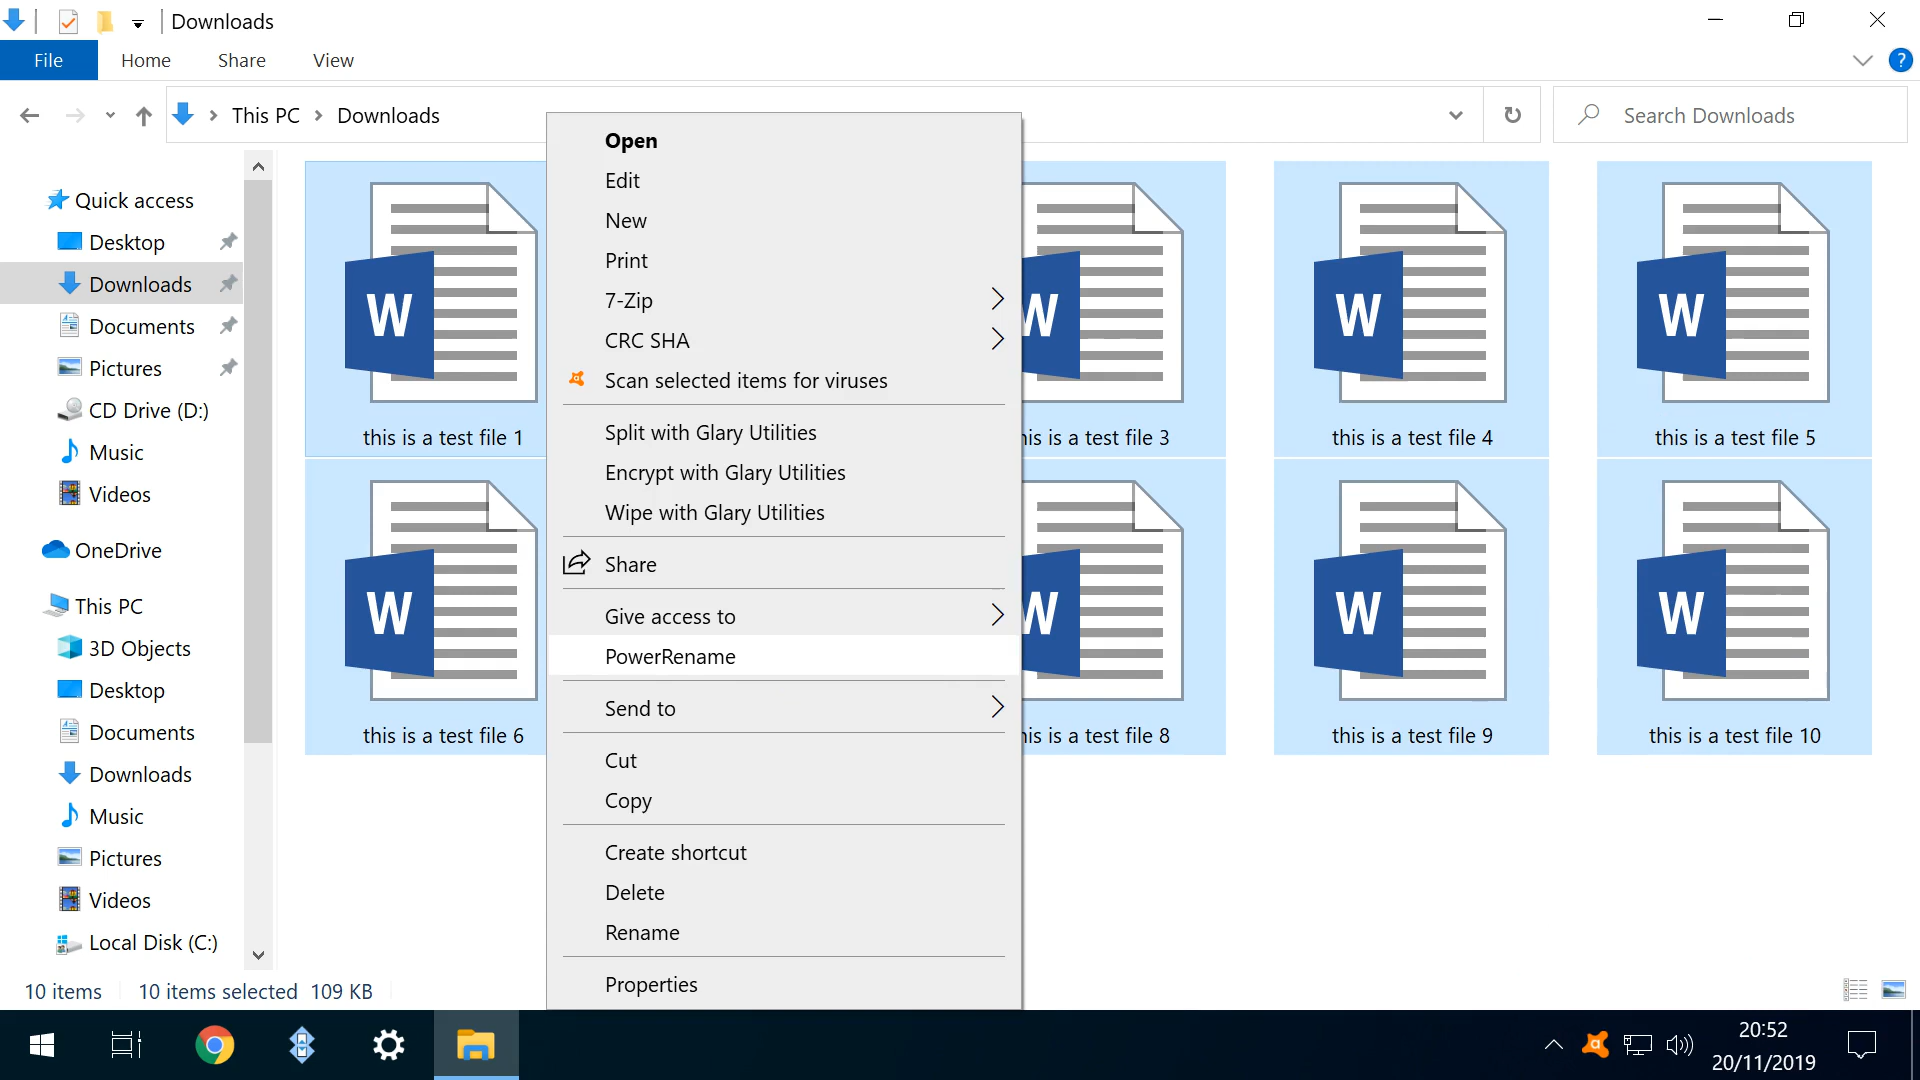 Downloads
File Home Share View
?
This PC Downloads
Search Downloads
Quick access
Desktop
Downloads
Documents
Pictures
CD Drive (D:)
Music
Videos
OneDrive
This PC
3D Objects
Desktop
Documents
Downloads
Music
Pictures
Videos
Local Disk (C:)
W
this is a test file 1
W
his is a test file 3
W
this is a test file 4
W
this is a test file 5
W
this is a test file 6
W
his is a test file 8
W
this is a test file 9
W
this is a test file 10
Open
Edit
New
Print
7-Zip
CRC SHA
Scan selected items for viruses
Split with Glary Utilities
Encrypt with Glary Utilities
Wipe with Glary Utilities
Share
Give access to
PowerRename
Send to
Cut
Copy
Create shortcut
Delete
Rename
Properties
10 items 10 items selected 109 KB
20:52
20/11/2019